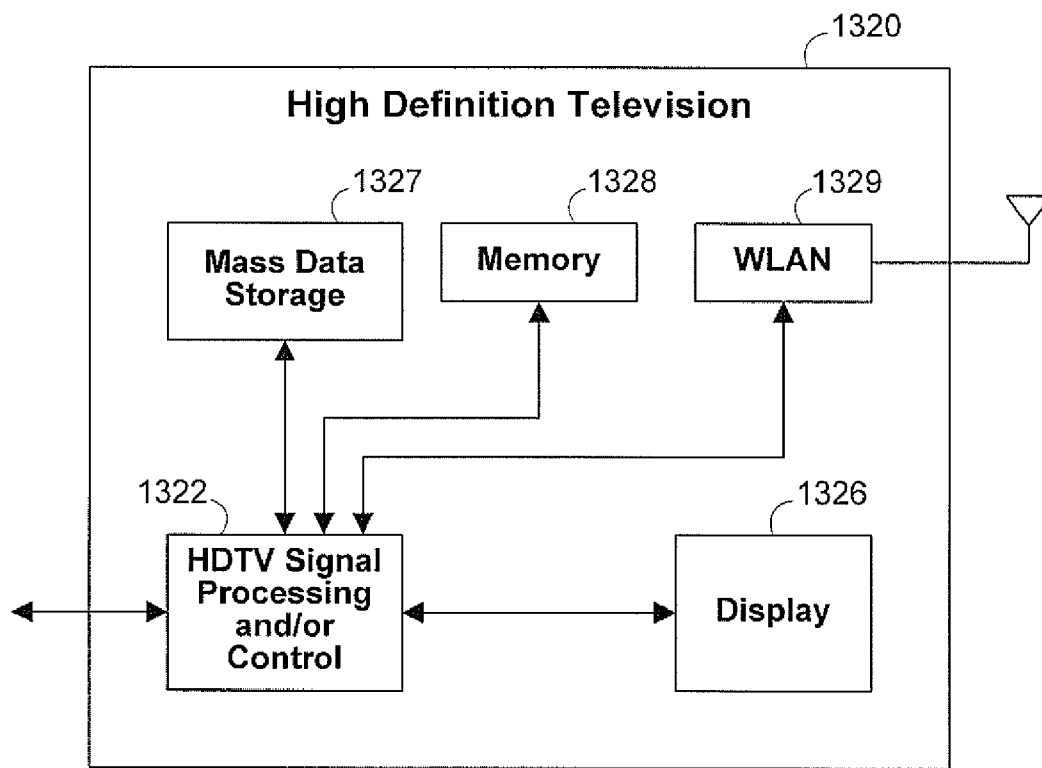 1320
High Definition Television
1327
1328
1329
Mass Data
Storage
Memory
WLAN
1322
1326
HDTV Signal
Processing
and/or
Control
Display